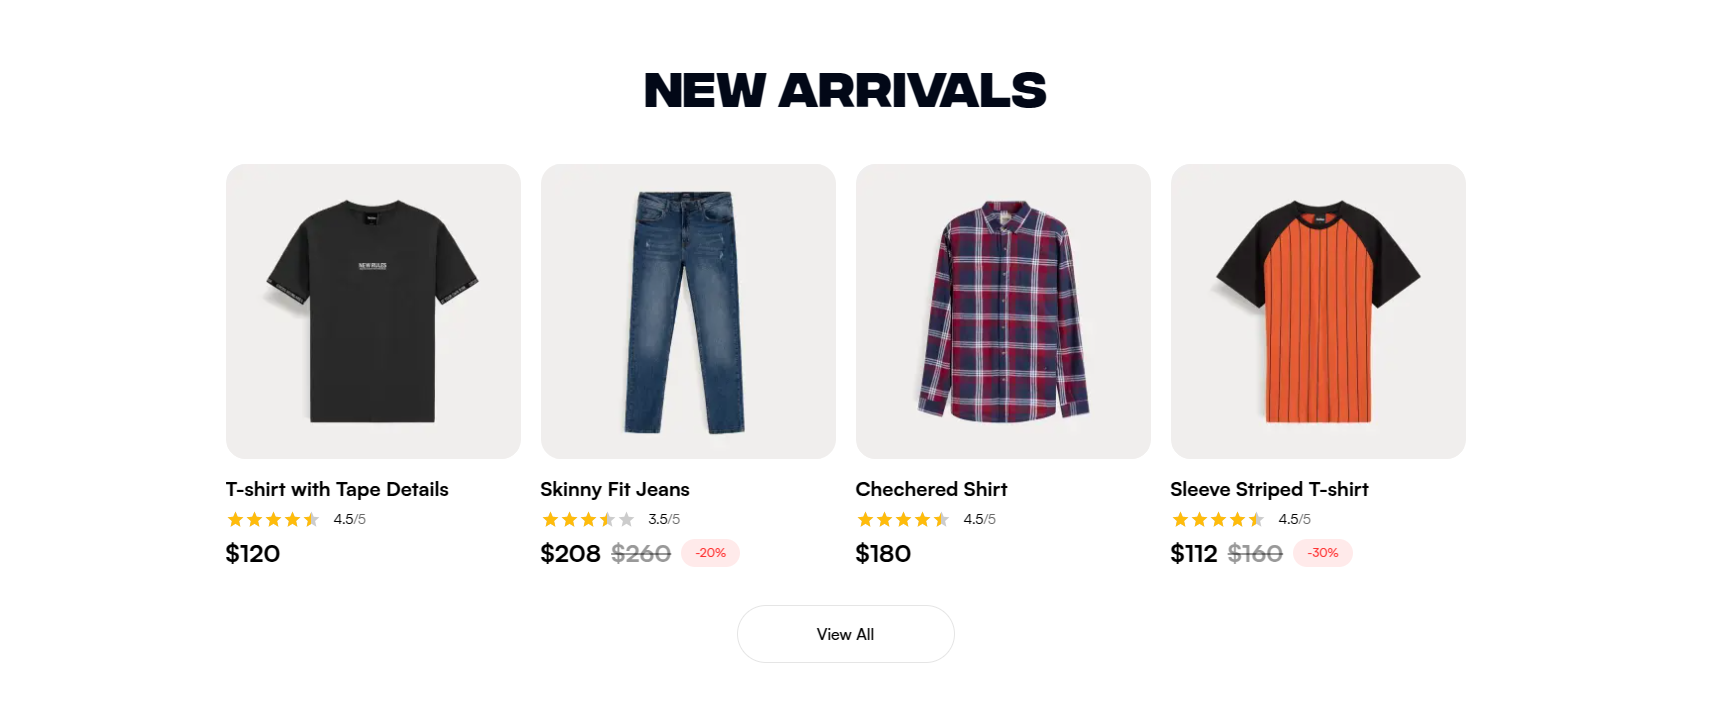 NEW ARRIVALS
NEW RULES
T-shirt with Tape Details
4.5/5
$120
Skinny Fit Jeans
3.5/5
$208 $260 -20%
Chechered Shirt
4.5/5
$180
Sleeve Striped T-shirt
4.5/5
$112 $160 -30%
View All